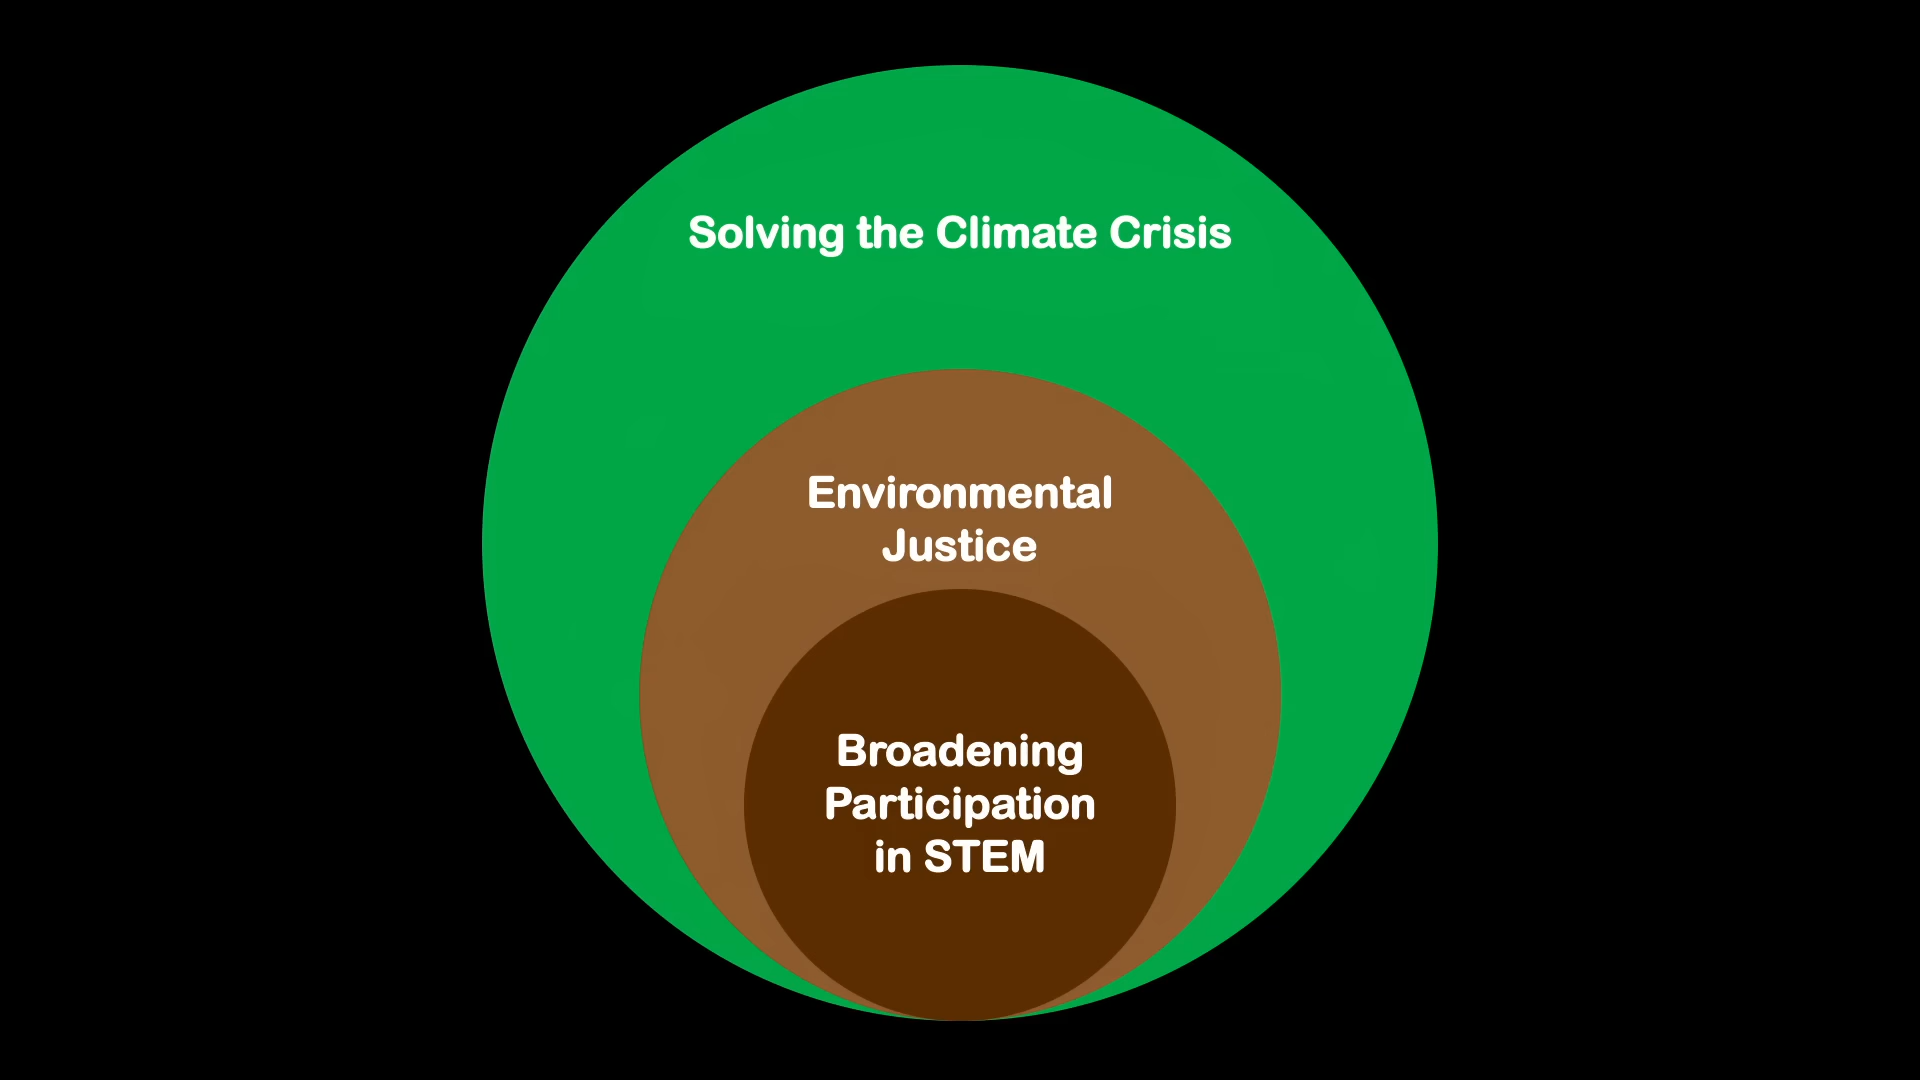 Solving the Climate Crisis
Environmental
Justice
Broadening
Participation
in STEM